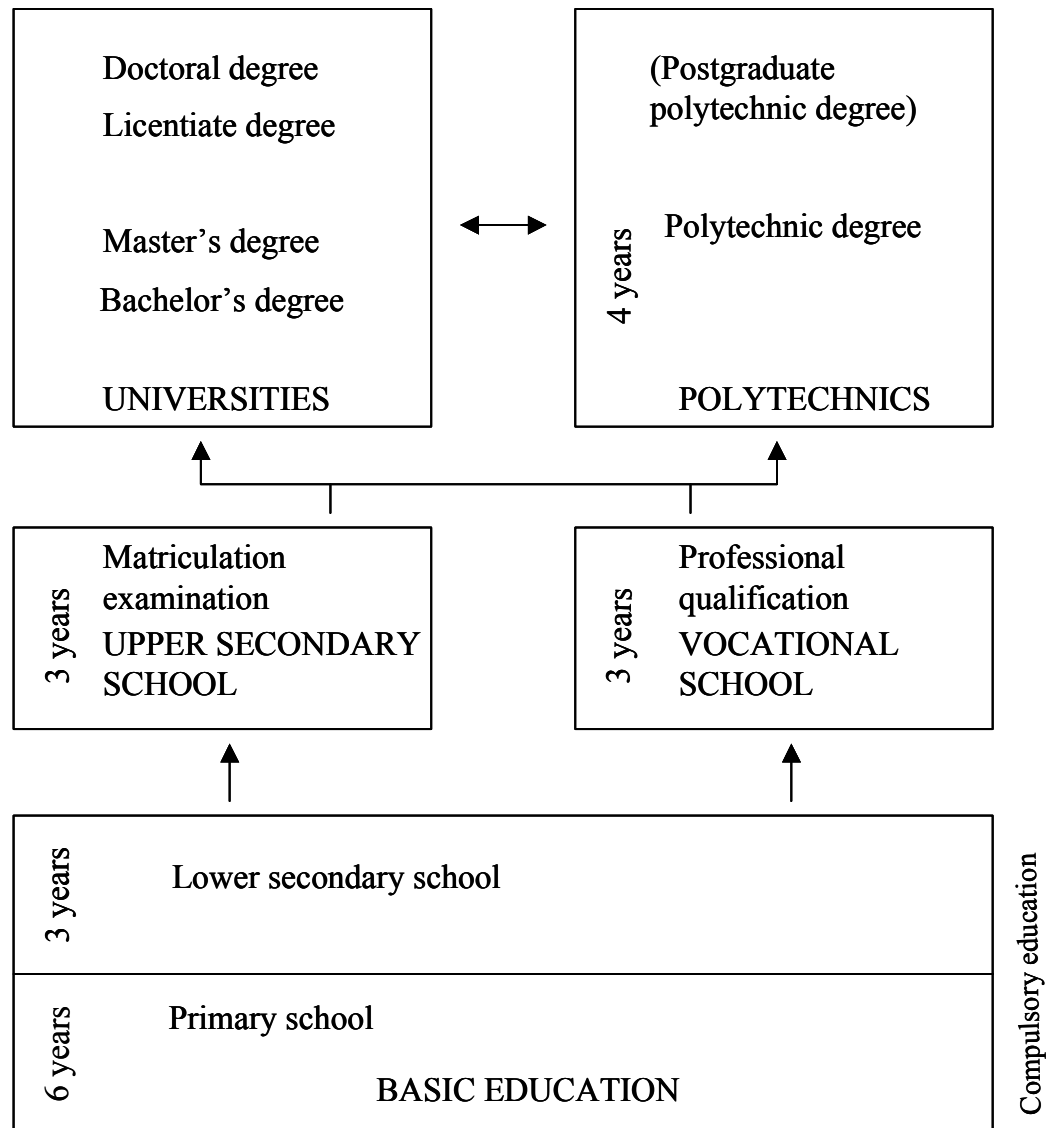 Doctoral degree
Licentiate degree
Master’s degree
Bachelor’s degree
UNIVERSITIES
(Postgraduate
polytechnic degree)
Polytechnic degree
4 years
POLYTECHNICS
3 years
Matriculation
examination
UPPER SECONDARY
SCHOOL
3 years
Professional
qualification
VOCATIONAL
SCHOOL
3 years
Lower secondary school
6 years
Primary school
BASIC EDUCATION
Compulsory education